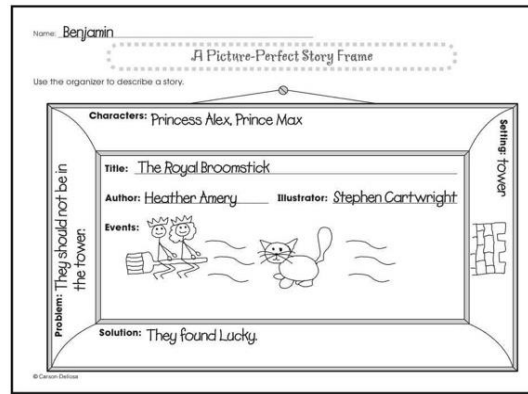 Name: Benjamin
A Picture-Perfect Story Frame
Use the organizer to describe a story.
Characters: Princess Alex, Prince Max
Setting: tower
Title: The Royal Broomstick
Author: Heather Amery Illustrator: Stephen Cartwright
Events:
Problem: They should not be in
the tower.
Solution: They found Lucky.
© Carson-Dellosa